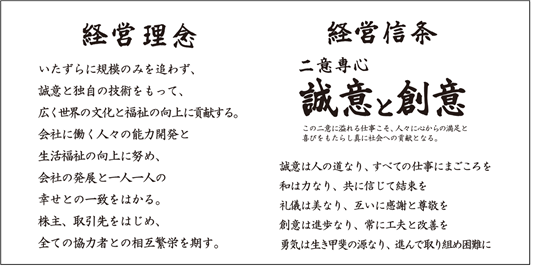 経営理念
いたずらに規模のみを追わず、
誠意と独自の技術をもって、
広く世界の文化と福祉の向上に貢献する。
会社に働く人々の能力開発と
生活福祉の向上に努め、
会社の発展と一人一人の
幸せとの一致をはかる。
株主、取引先をはじめ、
全ての協力者との相互繁栄を期す。
経営信条
二意専心
誠意と創意
この二意に溢れる仕事こそ、人々に心からの満足と
喜びをもたらし真に社会への貢献となる。
誠意は人の道なり、すべての仕事にまごころを
和は力なり、共に信じて結束を
礼儀は美なり、互いに感謝と尊敬を
創意は進歩なり、常に工夫と改善を
勇気は生き甲斐の源なり、進んで取り組め困難に